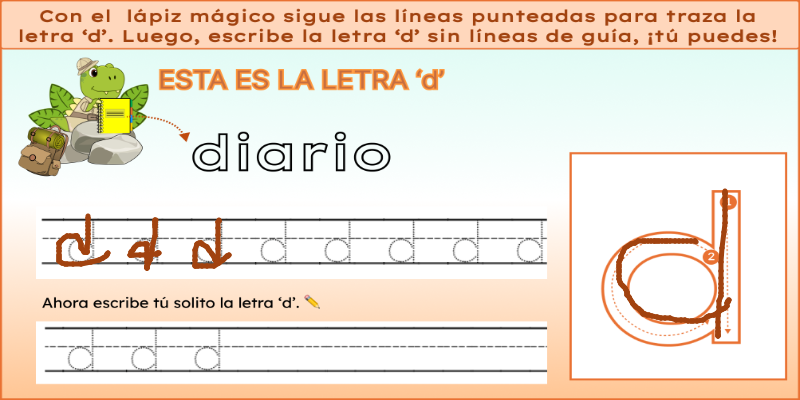 Con el lápiz mágico sigue las líneas punteadas para traza la
letra ‘d’. Luego, escribe la letra ‘d’ sin líneas de guía, ¡tú puedes!
ESTA ES LA LETRA ‘d’
diario
d d d d d d d d
1
2
d
Ahora escribe tú solito la letra ‘d’. ✏️
d d d